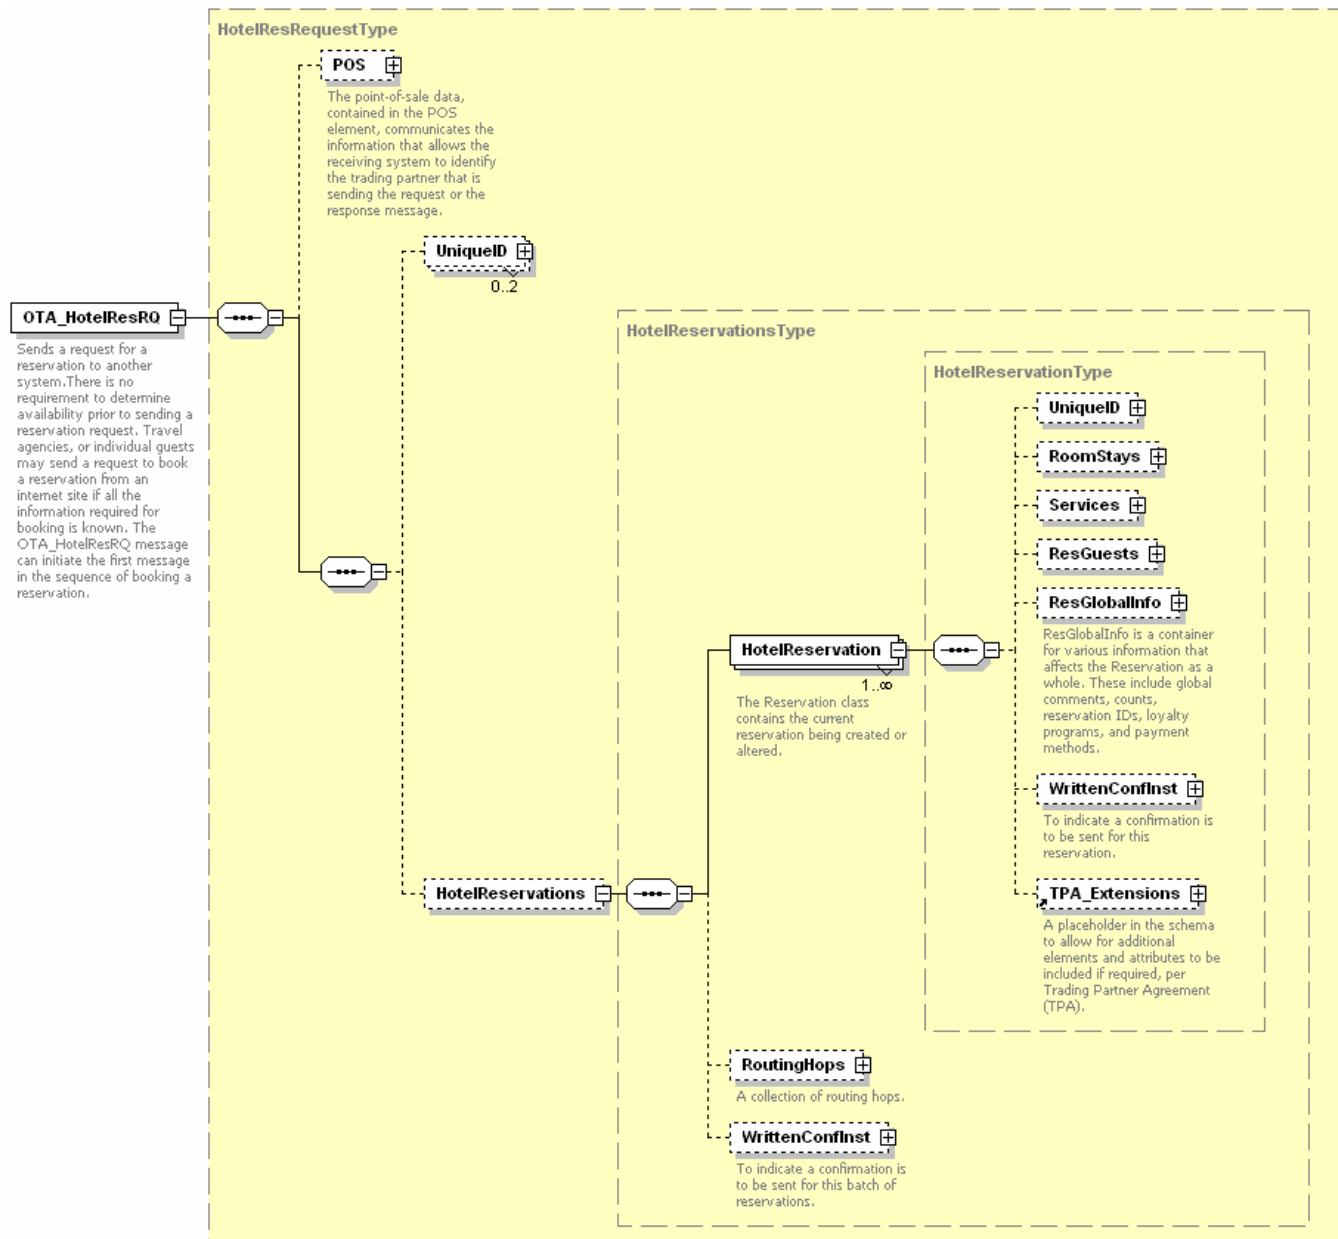 HotelResRequestType
POS
The point-of-sale data,
contained in the POS
element, communicates the
information that allows the
receiving system to identify
the trading partner that is
sending the request or the
response message.
UniqueID
0..2
OTA_HotelResRQ
Sends a request for a
reservation to another
system.There is no
requirement to determine
availability prior to sending a
reservation request. Travel
agencies, or individual guests
may send a request to book
a reservation from an
internet site if all the
information required for
booking is known. The
OTA_HotelResRQ message
can initiate the first message
in the sequence of booking a
reservation.
HotelReservationsType
HotelReservationType
UniqueID
RoomStays
Services
ResGuests
ResGlobalInfo
ResGlobalInfo is a container
for various information that
affects the Reservation as a
whole. These include global
comments, counts,
reservation IDs, loyalty
programs, and payment
methods.
HotelReservation
1..∞
The Reservation class
contains the current
reservation being created or
altered.
WrittenConfInst
To indicate a confirmation is
to be sent for this
reservation.
HotelReservations
TPA_Extensions
A placeholder in the schema
to allow for additional
elements and attributes to be
included if required, per
Trading Partner Agreement
(TPA).
RoutingHops
A collection of routing hops.
WrittenConfInst
To indicate a confirmation is
to be sent for this batch of
reservations.